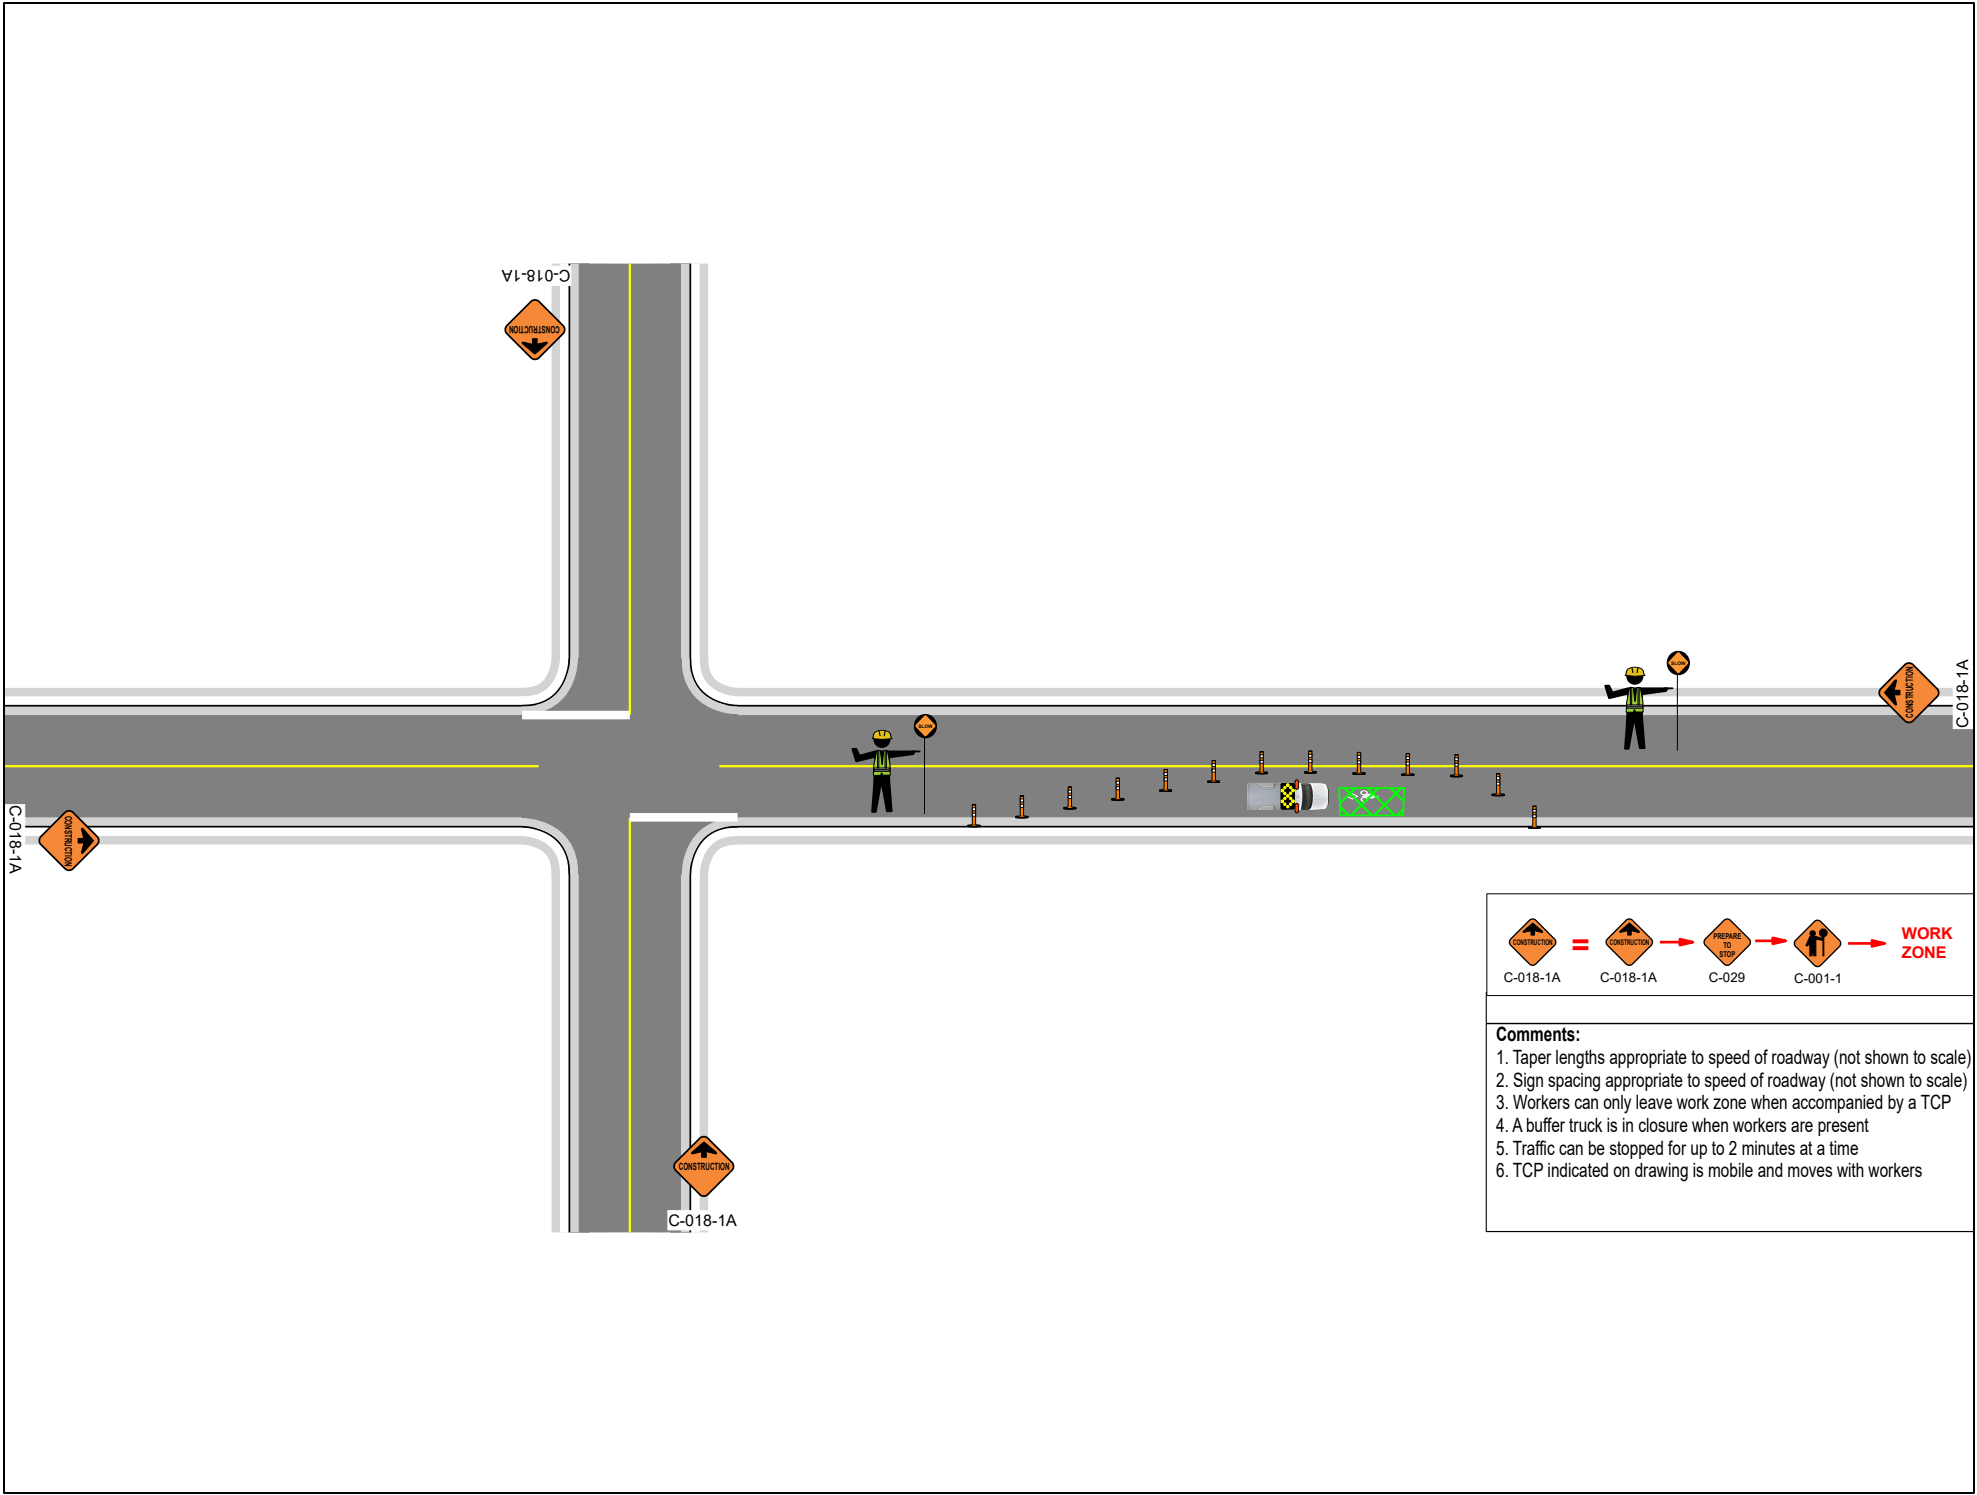 C-018-1A
CONSTRUCTION
SLOW
SLOW
CONSTRUCTION
C-018-1A
C-018-1A
CONSTRUCTION
CONSTRUCTION
C-018-1A
CONSTRUCTION
=
CONSTRUCTION
PREPARE
TO
STOP
WORK
ZONE
C-018-1A
C-018-1A
C-029
C-001-1
Comments:
1. Taper lengths appropriate to speed of roadway (not shown to scale)
2. Sign spacing appropriate to speed of roadway (not shown to scale)
3. Workers can only leave work zone when accompanied by a TCP
4. A buffer truck is in closure when workers are present
5. Traffic can be stopped for up to 2 minutes at a time
6. TCP indicated on drawing is mobile and moves with workers